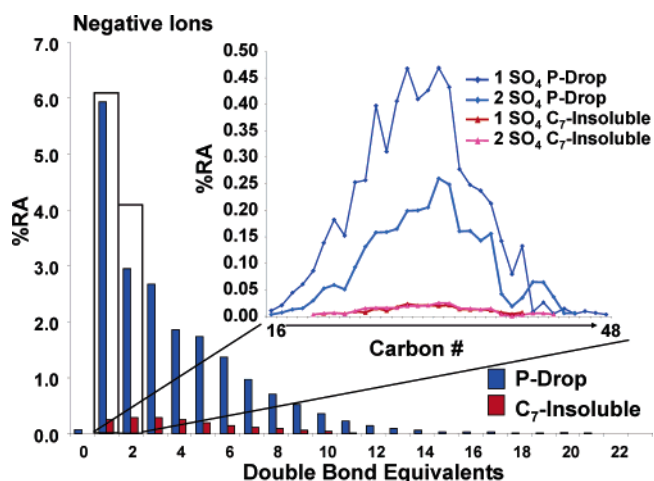 Negative Ions
%RA
7.0
6.0
5.0
4.0
3.0
2.0
1.0
0.0
0 2 4 6 8 10 12 14 16 18 20 22
Double Bond Equivalents
%RA
0.50
0.45
0.40
0.35
0.30
0.25
0.20
0.15
0.10
0.05
0.00
16 48
Carbon #
1 SO₄ P-Drop
2 SO₄ P-Drop
1 SO₄ C₇-Insoluble
2 SO₄ C₇-Insoluble
P-Drop
C₇-Insoluble